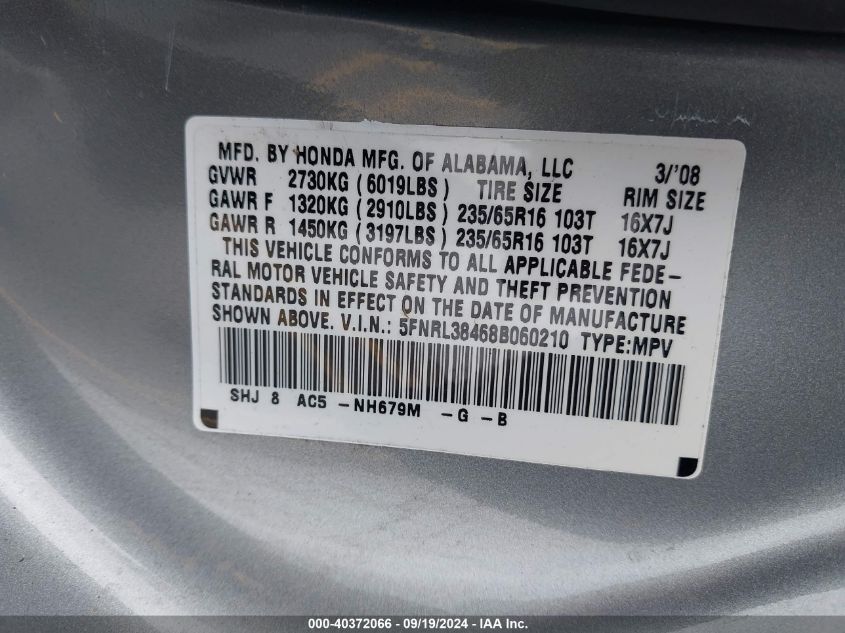 MFD. BY HONDA MFG. OF ALABAMA, LLC 3/'08
GVWR 2730KG (6019LBS) TIRE SIZE RIM SIZE
GAWR F 1320KG (2910LBS) 235/65R16 103T 16X7J
GAWR R 1450KG (3197LBS) 235/65R16 103T 16X7J
THIS VEHICLE CONFORMS TO ALL APPLICABLE FEDE-
RAL MOTOR VEHICLE SAFETY AND THEFT PREVENTION
STANDARDS IN EFFECT ON THE DATE OF MANUFACTURE
SHOWN ABOVE. V.I.N.: 5FNRL38468B060210 TYPE:MPV
SHJ 8 AC5 -NH679M -G -B
000-40372066 - 09/19/2024 - IAA Inc.